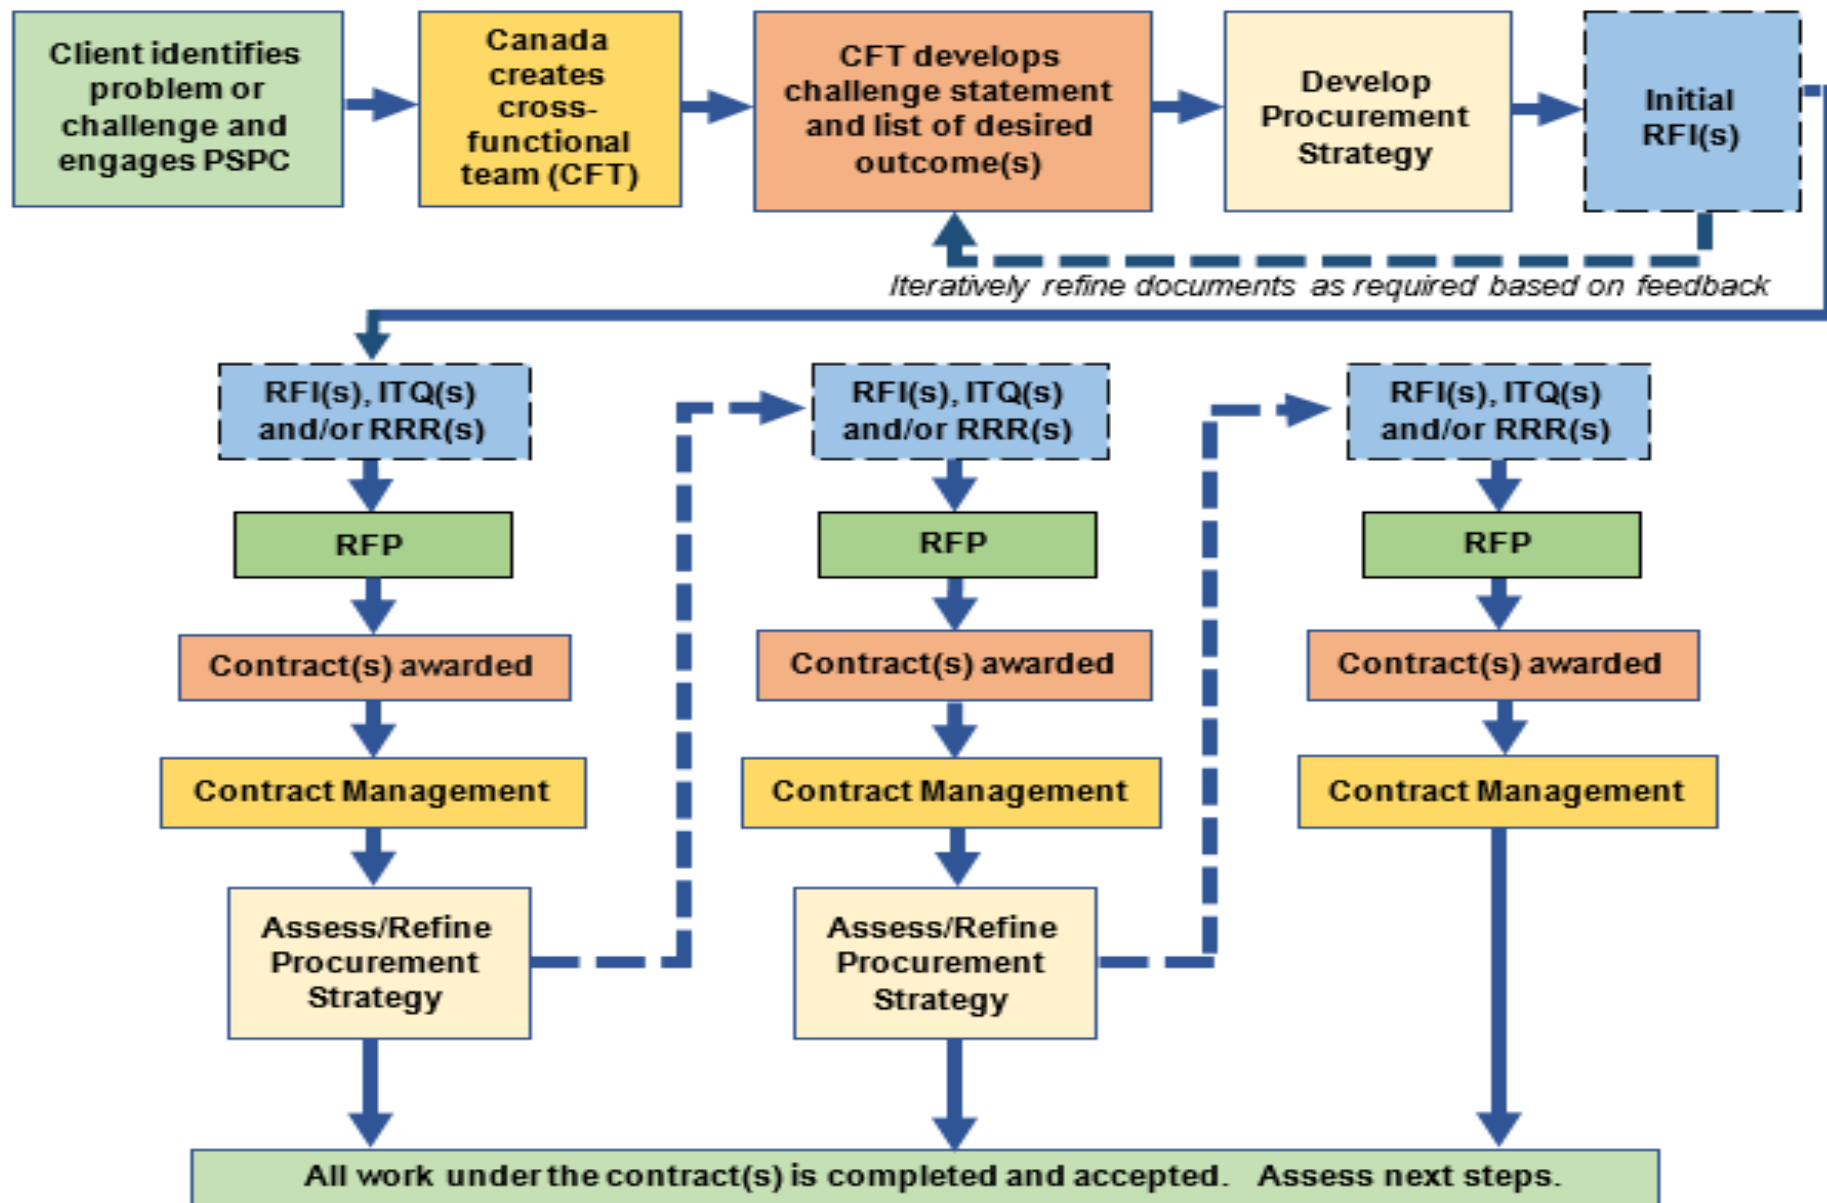 Client identifies
problem or
challenge and
engages PSPC
Canada
creates
cross-
functional
team (CFT)
CFT develops
challenge statement
and list of desired
outcome(s)
Develop
Procurement
Strategy
Initial
RFI(s)
Iteratively refine documents as required based on feedback
RFI(s), ITQ(s)
and/or RRR(s)
RFP
Contract(s) awarded
Contract Management
Assess/Refine
Procurement
Strategy
RFI(s), ITQ(s)
and/or RRR(s)
RFP
Contract(s) awarded
Contract Management
Assess/Refine
Procurement
Strategy
RFI(s), ITQ(s)
and/or RRR(s)
RFP
Contract(s) awarded
Contract Management
All work under the contract(s) is completed and accepted. Assess next steps.